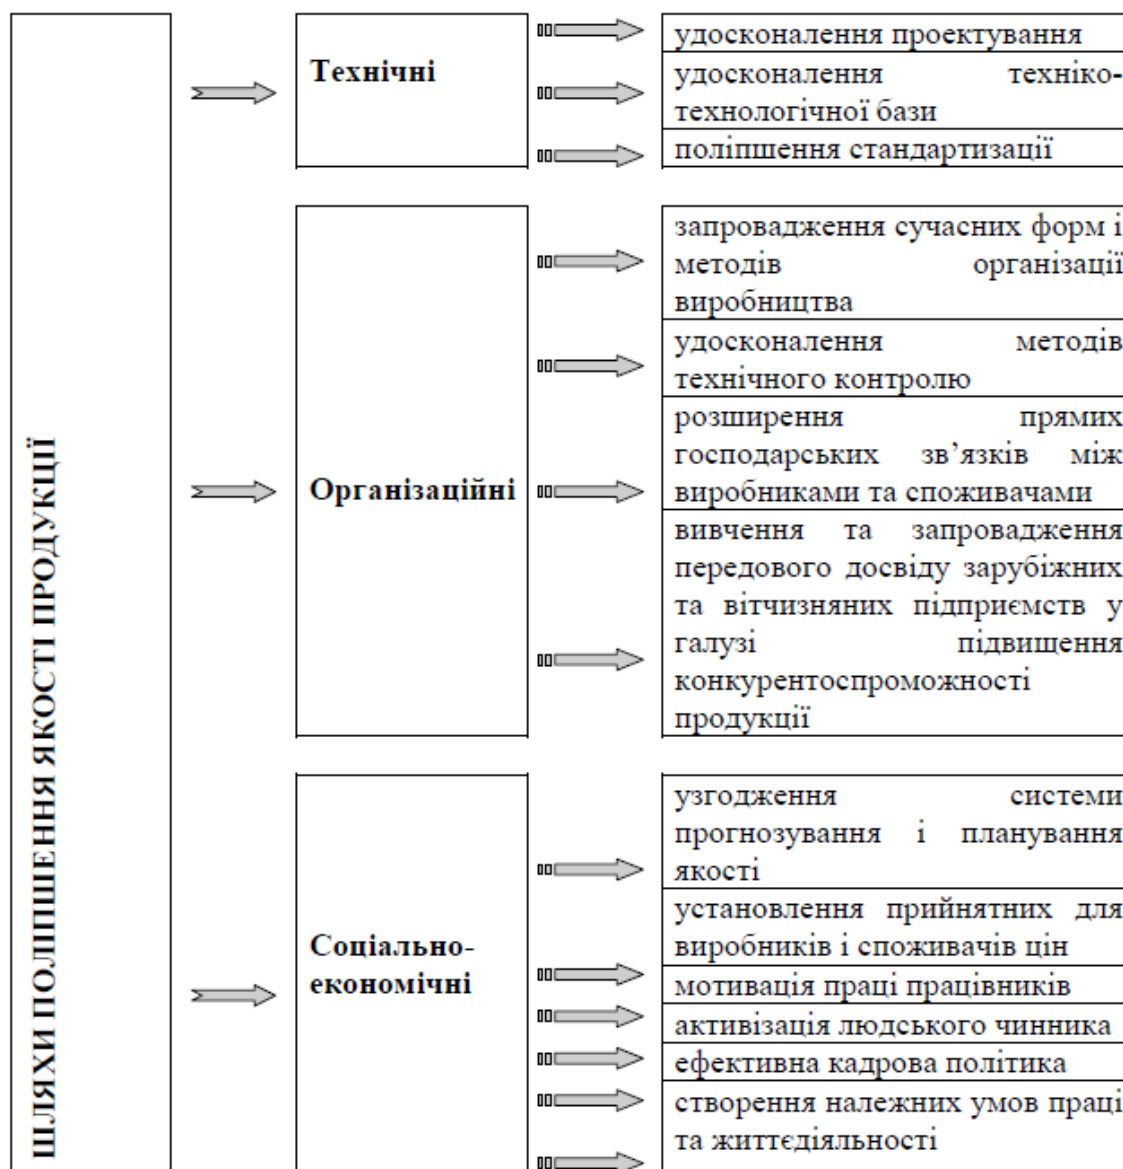 ШЛЯХИ ПОЛІПШЕННЯ ЯКОСТІ ПРОДУКЦІЇ
Технічні
удосконалення проектування
удосконалення техніко-
технологічної бази
поліпшення стандартизації
Організаційні
запровадження сучасних форм і
методів організації
виробництва
удосконалення методів
технічного контролю
розширення прямих
господарських зв’язків між
виробниками та споживачами
вивчення та запровадження
передового досвіду зарубіжних
та вітчизняних підприємств у
галузі підвищення
конкурентоспроможності
продукції
Соціально-
економічні
узгодження системи
прогнозування і планування
якості
установлення прийнятних для
виробників і споживачів цін
мотивація праці працівників
активізація людського чинника
ефективна кадрова політика
створення належних умов праці
та життєдіяльності